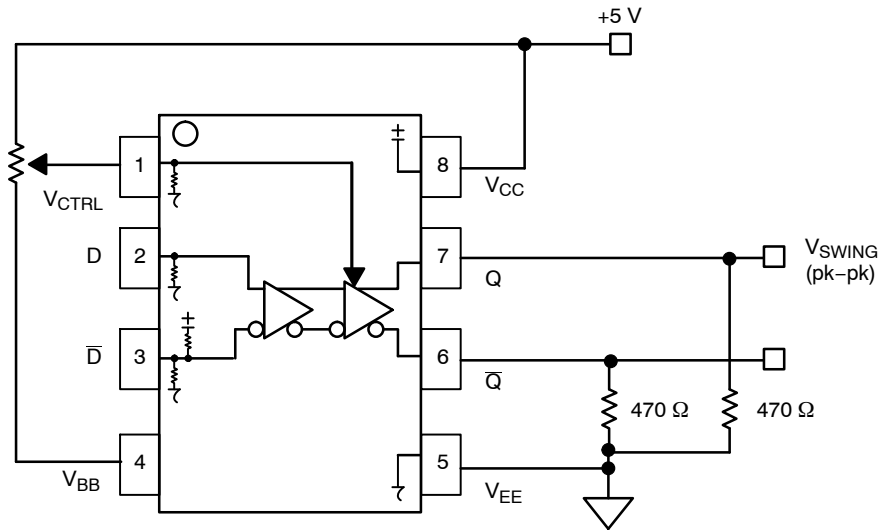 +5 V
1
8
V_CTRL
V_CC
D
2
7
V_SWING
(pk–pk)
Q
D̅
3
6
Q̅
470 Ω
470 Ω
4
5
V_BB
V_EE